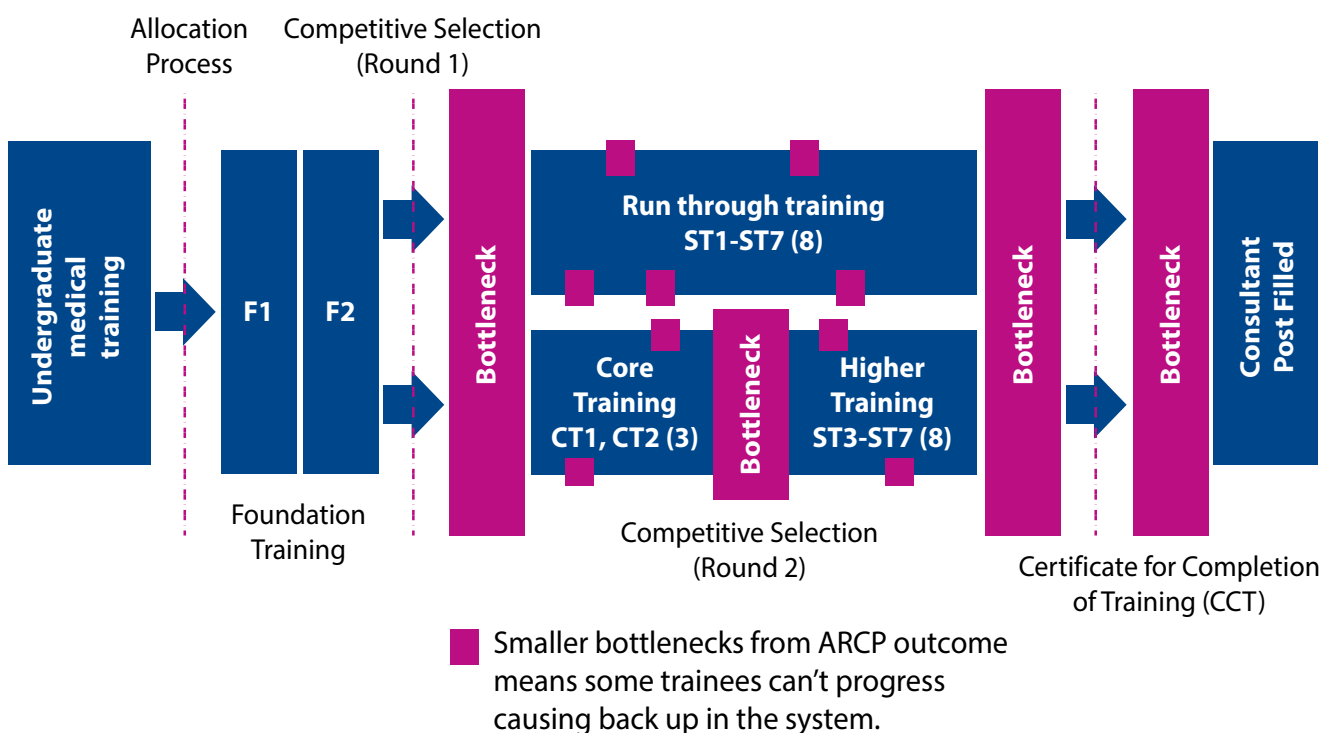 Allocation
Process
Competitive Selection
(Round 1)
Undergraduate
medical
training
F1
F2
Foundation
Training
Bottleneck
Run through training
ST1-ST7 (8)
Core
Training
CT1, CT2 (3)
Bottleneck
Higher
Training
ST3-ST7 (8)
Competitive Selection
(Round 2)
Bottleneck
Bottleneck
Consultant
Post Filled
Certificate for Completion
of Training (CCT)
Smaller bottlenecks from ARCP outcome
means some trainees can’t progress
causing back up in the system.